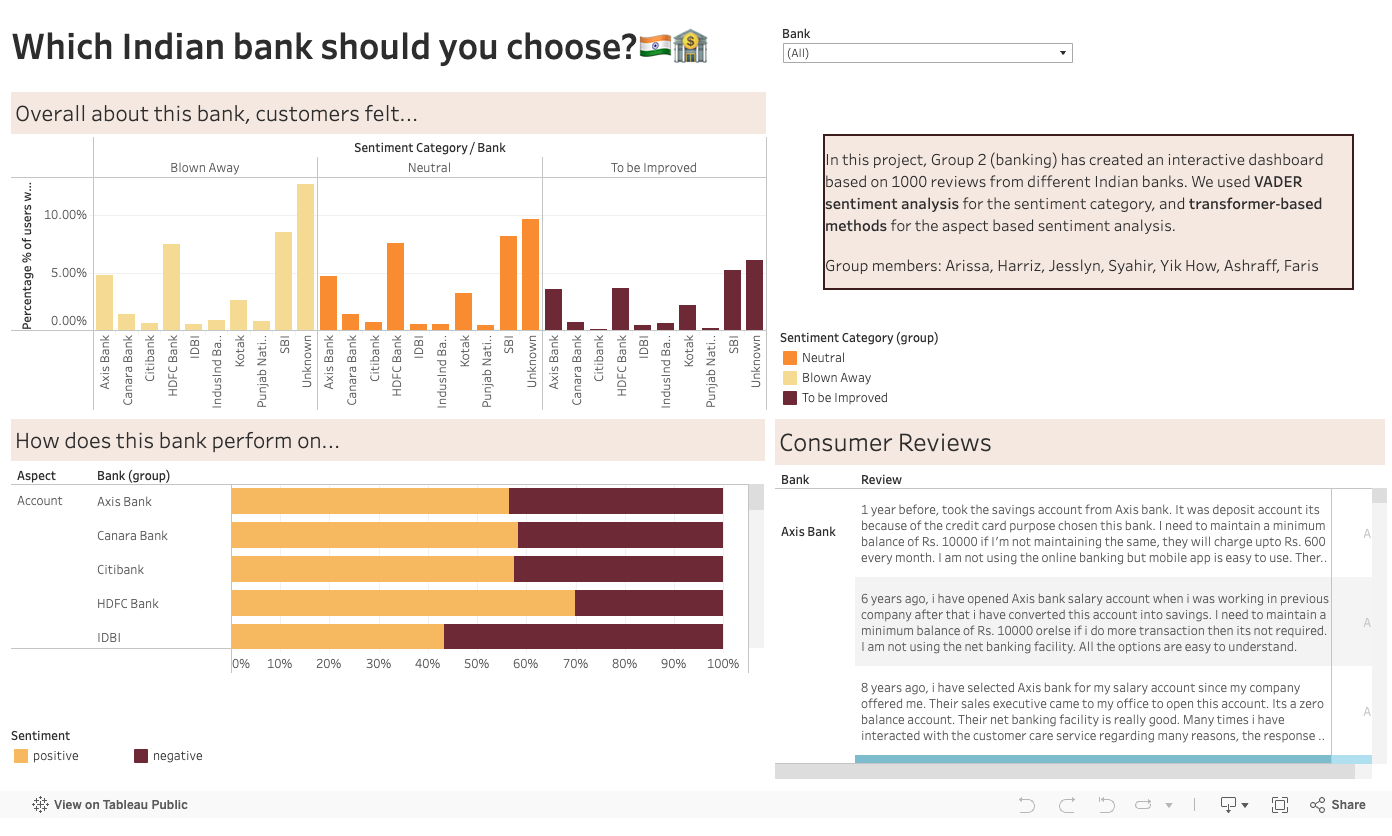 Which Indian bank should you choose?🇮🇳🏦
Bank
(All)
Overall about this bank, customers felt...
Sentiment Category / Bank
Blown Away
Neutral
To be Improved
Percentage % of users w...
10.00%
5.00%
0.00%
Axis Bank
Canara Bank
Citibank
HDFC Bank
IDBI
IndusInd Ba..
Kotak
Punjab Nati..
SBI
Unknown
Axis Bank
Canara Bank
Citibank
HDFC Bank
IDBI
IndusInd Ba..
Kotak
Punjab Nati..
SBI
Unknown
Axis Bank
Canara Bank
Citibank
HDFC Bank
IDBI
IndusInd Ba..
Kotak
Punjab Nati..
SBI
Unknown
In this project, Group 2 (banking) has created an interactive dashboard
based on 1000 reviews from different Indian banks. We used VADER
sentiment analysis for the sentiment category, and transformer-based
methods for the aspect based sentiment analysis.
Group members: Arissa, Harriz, Jesslyn, Syahir, Yik How, Ashraff, Faris
Sentiment Category (group)
Neutral
Blown Away
To be Improved
How does this bank perform on...
Aspect
Bank (group)
Account
Axis Bank
Canara Bank
Citibank
HDFC Bank
IDBI
0% 10% 20% 30% 40% 50% 60% 70% 80% 90% 100%
Sentiment
positive
negative
Consumer Reviews
Bank
Review
Axis Bank
1 year before, took the savings account from Axis bank. It was deposit account its
because of the credit card purpose chosen this bank. I need to maintain a minimum
balance of Rs. 10000 if I'm not maintaining the same, they will charge upto Rs. 600
every month. I am not using the online banking but mobile app is easy to use. Ther..
A
6 years ago, i have opened Axis bank salary account when i was working in previous
company after that i have converted this account into savings. I need to maintain a
minimum balance of Rs. 10000 orelse if i do more transaction then its not required.
I am not using the net banking facility. All the options are easy to understand.
A
8 years ago, i have selected Axis bank for my salary account since my company
offered me. Their sales executive came to my office to open this account. Its a zero
balance account. Their net banking facility is really good. Many times i have
interacted with the customer care service regarding many reasons, the response ..
A
View on Tableau Public
Share